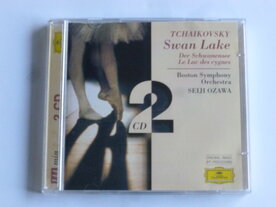 TCHAIKOVSKY
Swan Lake
Der Schwanensee
Le Lac des cygnes
Boston Symphony
Orchestra
SEIJI OZAWA
2
CD
2 CD